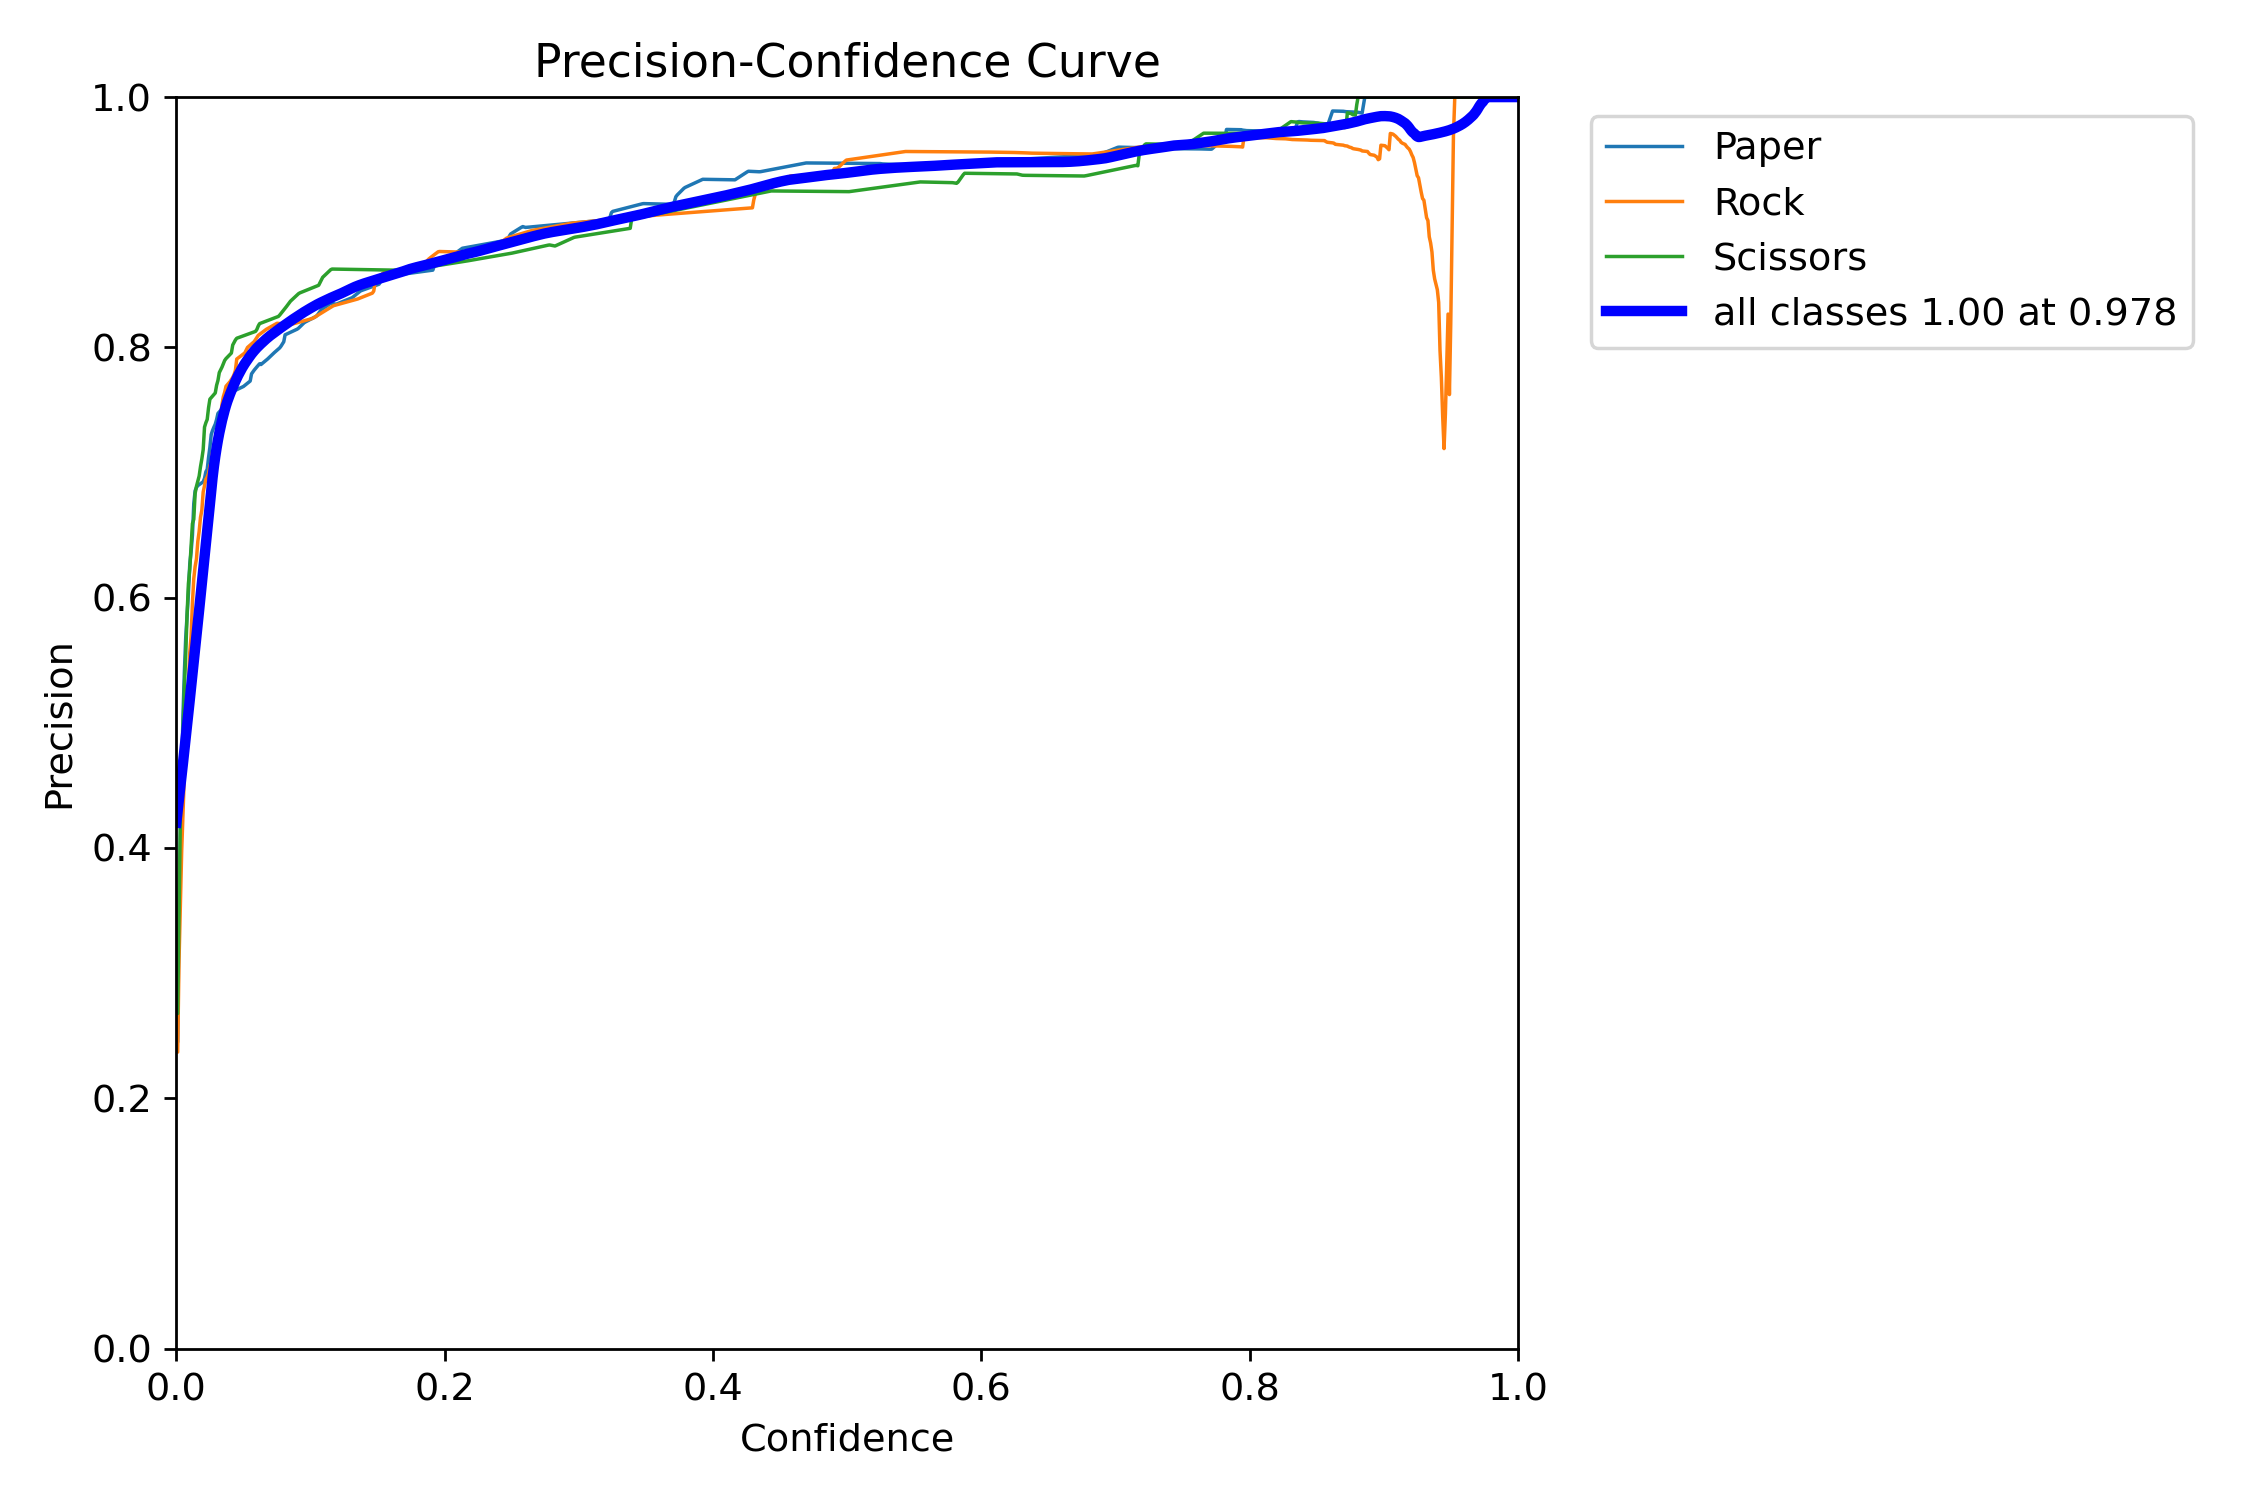 Precision-Confidence Curve
1.0
0.8
0.6
0.4
0.2
0.0
Precision
0.0 0.2 0.4 0.6 0.8 1.0
Confidence
Paper
Rock
Scissors
all classes 1.00 at 0.978